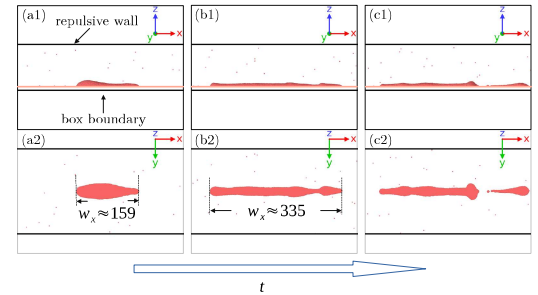 (a1)
z
x
y
repulsive wall
box boundary
(b1)
z
x
y
(c1)
z
x
y
(a2)
z
x
y
wₓ≈159
(b2)
z
x
y
wₓ≈335
(c2)
z
x
y
t